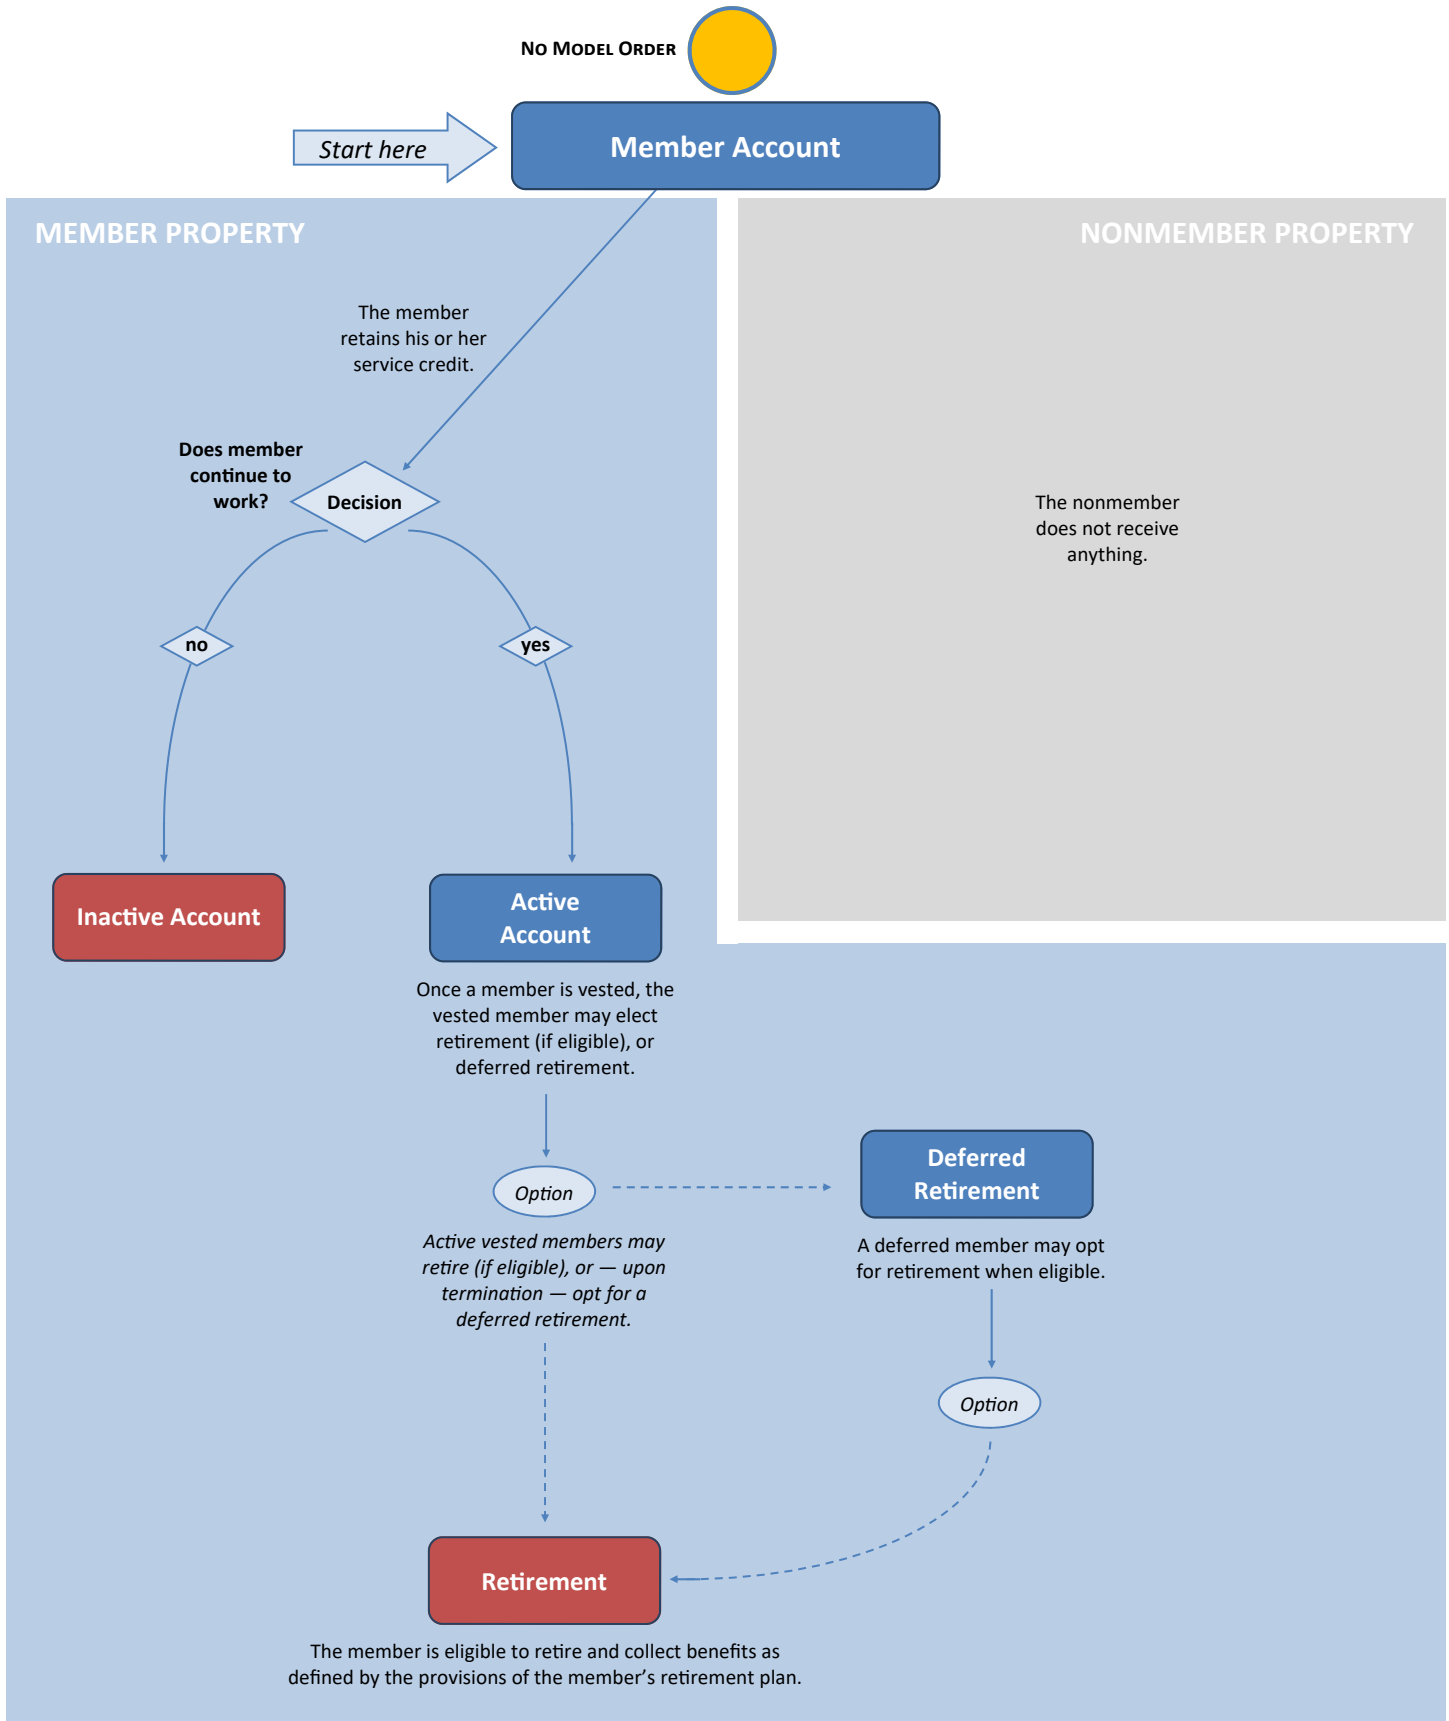 NO MODEL ORDER
Start here
Member Account
MEMBER PROPERTY
NONMEMBER PROPERTY
The member
retains his or her
service credit.
Does member
continue to
work?
Decision
The nonmember
does not receive
anything.
no
yes
Inactive Account
Active
Account
Once a member is vested, the
vested member may elect
retirement (if eligible), or
deferred retirement.
Option
Deferred
Retirement
Active vested members may
retire (if eligible), or — upon
termination — opt for a
deferred retirement.
A deferred member may opt
for retirement when eligible.
Option
Retirement
The member is eligible to retire and collect benefits as
defined by the provisions of the member’s retirement plan.